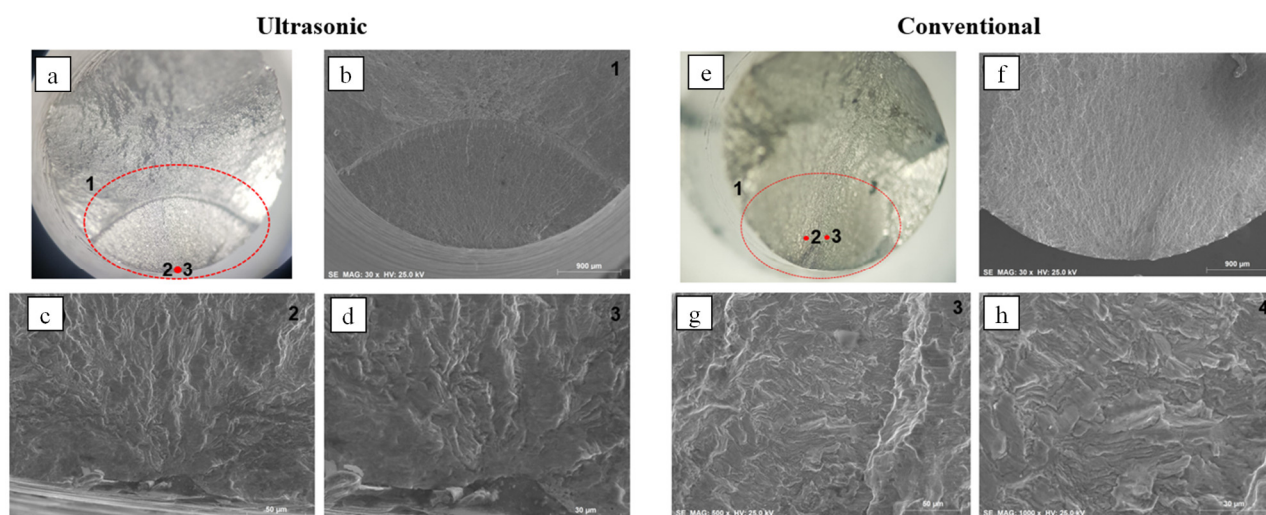 Ultrasonic
Conventional
a
1
2 3
b
1
SE MAG: 30 x HV: 25.0 kV
900 µm
e
1
2 3
f
SE MAG: 30 x HV: 25.0 kV
900 µm
c
2
50 µm
d
3
30 µm
g
3
SE MAG: 500 x HV: 25.0 kV
60 µm
h
4
SE MAG: 1000 x HV: 25.0 kV
30 µm